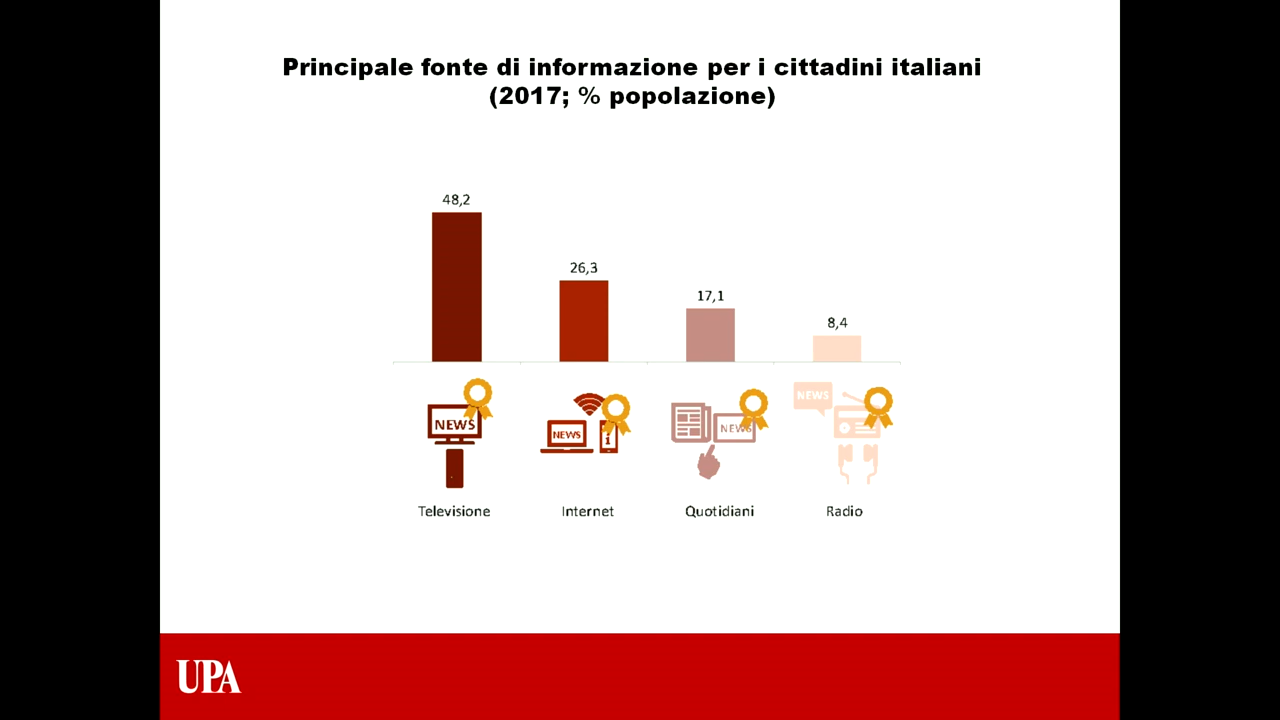 Principale fonte di informazione per i cittadini italiani
(2017; % popolazione)
48,2
26,3
17,1
8,4
NEWS
NEWS
i
NEWS
NEWS
Televisione
Internet
Quotidiani
Radio
UPA